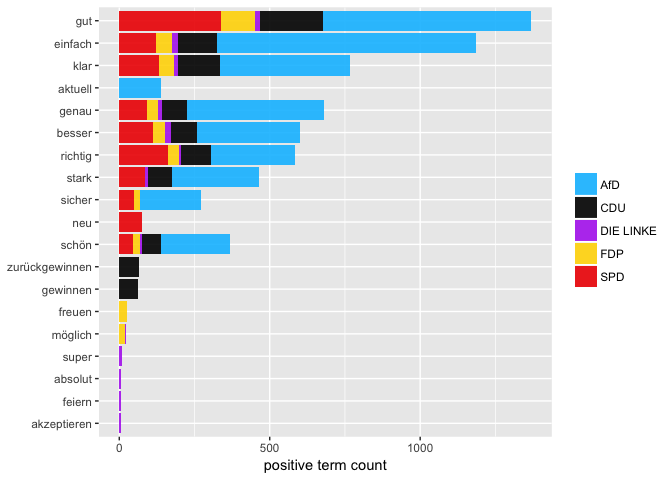 gut
einfach
klar
aktuell
genau
besser
richtig
stark
sicher
neu
schön
zurückgewinnen
gewinnen
freuen
möglich
super
absolut
feiern
akzeptieren
0 500 1000
positive term count
AfD
CDU
DIE LINKE
FDP
SPD